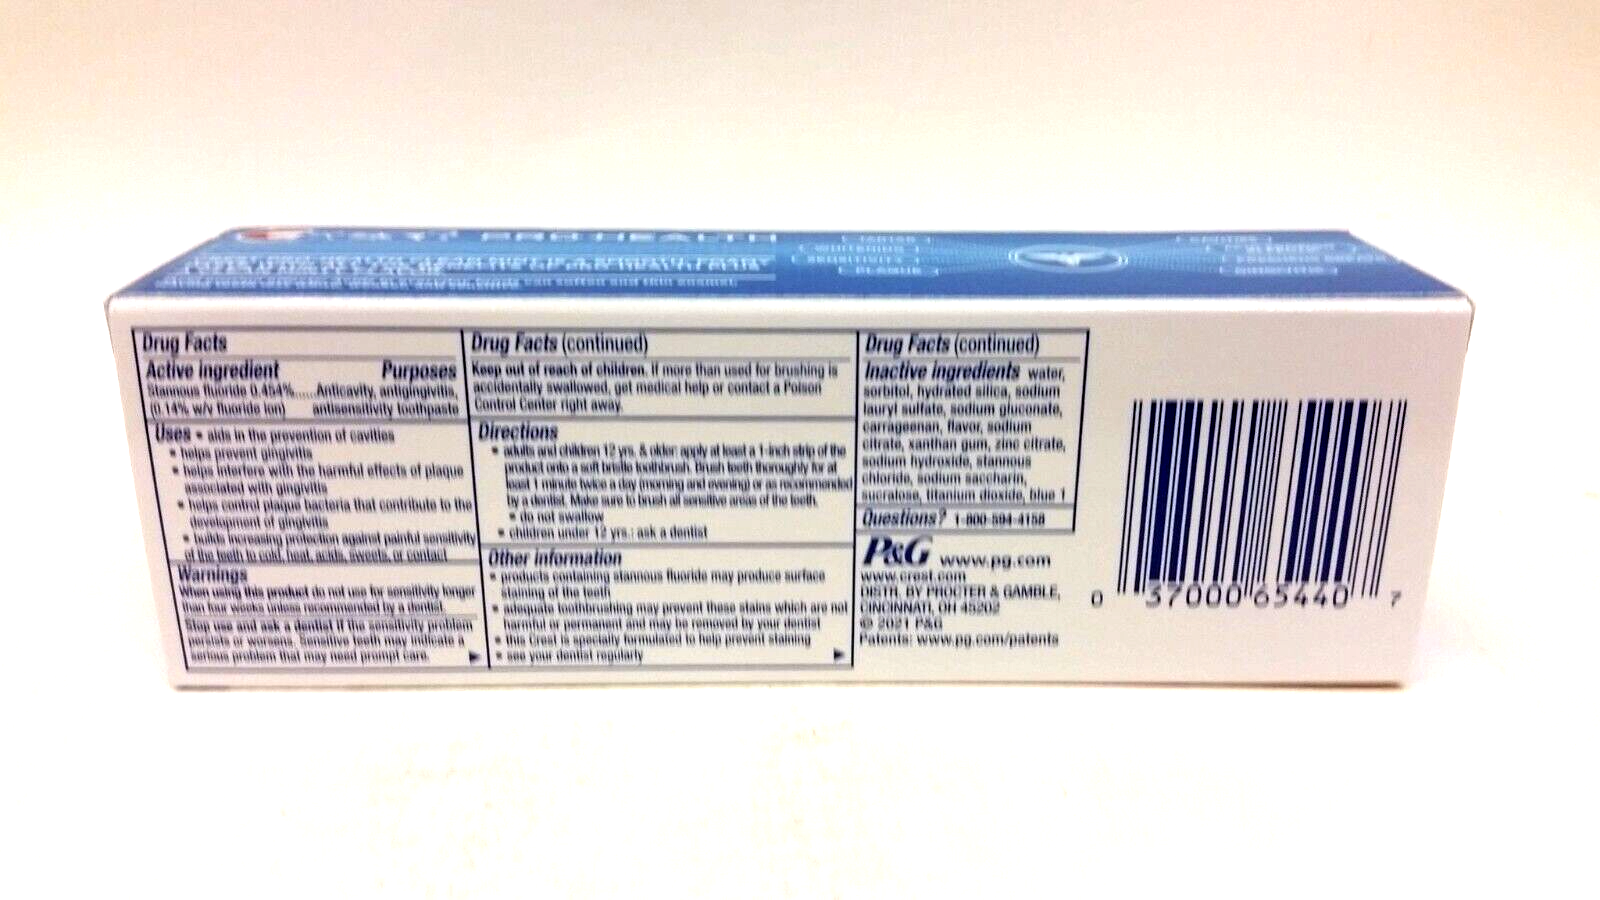 PRO-HEALTH
TARTAR
WHITENING
SENSITIVITY
PLAQUE
CAVITIES
GINGIVITIS
Drug Facts
Active ingredient Purposes
Stannous fluoride 0.454%......Anticavity, antigingivitis,
(0.14% w/v fluoride ion) antisensitivity toothpaste
Uses ▪ aids in the prevention of cavities
▪ helps prevent gingivitis
▪ helps interfere with the harmful effects of plaque
associated with gingivitis
▪ helps control plaque bacteria that contribute to the
development of gingivitis
▪ builds increasing protection against painful sensitivity
of the teeth to cold, heat, acids, sweets, or contact
Warnings
When using this product do not use for sensitivity longer
than four weeks unless recommended by a dentist.
Stop use and ask a dentist if the sensitivity problem
persists or worsens. Sensitive teeth may indicate a
serious problem that may need prompt care.
Drug Facts (continued)
Keep out of reach of children. If more than used for brushing is
accidentally swallowed, get medical help or contact a Poison
Control Center right away.
Directions
▪ adults and children 12 yrs. & older: apply at least a 1-inch strip of the
product onto a soft bristle toothbrush. Brush teeth thoroughly for at
least 1 minute twice a day (morning and evening) or as recommended
by a dentist. Make sure to brush all sensitive areas of the teeth.
▪ do not swallow
▪ children under 12 yrs.: ask a dentist
Other information
▪ products containing stannous fluoride may produce surface
staining of the teeth
▪ adequate toothbrushing may prevent these stains which are not
harmful or permanent and may be removed by your dentist
▪ this Crest is specially formulated to help prevent staining
▪ see your dentist regularly
Drug Facts (continued)
Inactive ingredients water,
sorbitol, hydrated silica, sodium
lauryl sulfate, sodium gluconate,
carrageenan, flavor, sodium
citrate, xanthan gum, zinc citrate,
sodium hydroxide, stannous
chloride, sodium saccharin,
sucralose, titanium dioxide, blue 1
Questions? 1-800-594-4158
P&G www.pg.com
www.crest.com
DISTR. BY PROCTER & GAMBLE,
CINCINNATI, OH 45202
© 2021 P&G
Patents: www.pg.com/patents
0 37000 65440 7